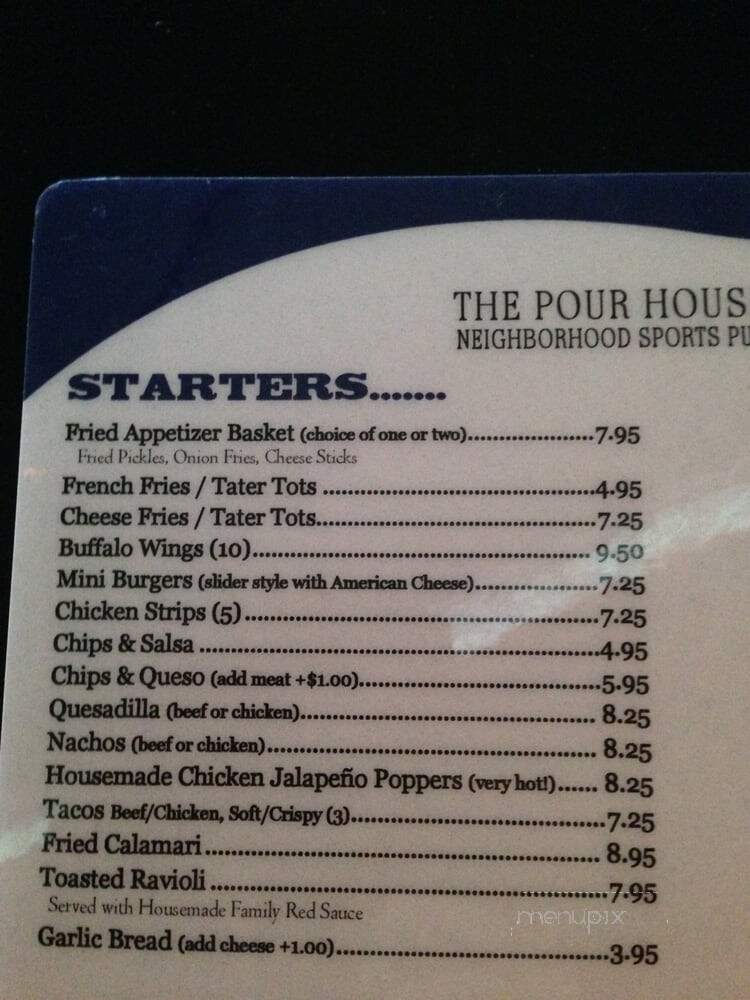 THE POUR HOUS
NEIGHBORHOOD SPORTS PU
STARTERS.......
Fried Appetizer Basket (choice of one or two)......................7.95
Fried Pickles, Onion Fries, Cheese Sticks
French Fries / Tater Tots ...............................................4.95
Cheese Fries / Tater Tots................................................7.25
Buffalo Wings (10)........................................................... 9.50
Mini Burgers (slider style with American Cheese).....................7.25
Chicken Strips (5).............................................................7.25
Chips & Salsa .....................................................................4.95
Chips & Queso (add meat +$1.00)..........................................5.95
Quesadilla (beef or chicken)................................................... 8.25
Nachos (beef or chicken)......................................................... 8.25
Housemade Chicken Jalapeño Poppers (very hot!)...... 8.25
Tacos Beef/Chicken, Soft/Crispy (3)............................................7.25
Fried Calamari.................................................................... 8.95
Toasted Ravioli ....................................................................7.95
Served with Housemade Family Red Sauce
menupix
Garlic Bread (add cheese +1.00)...............................................3.95